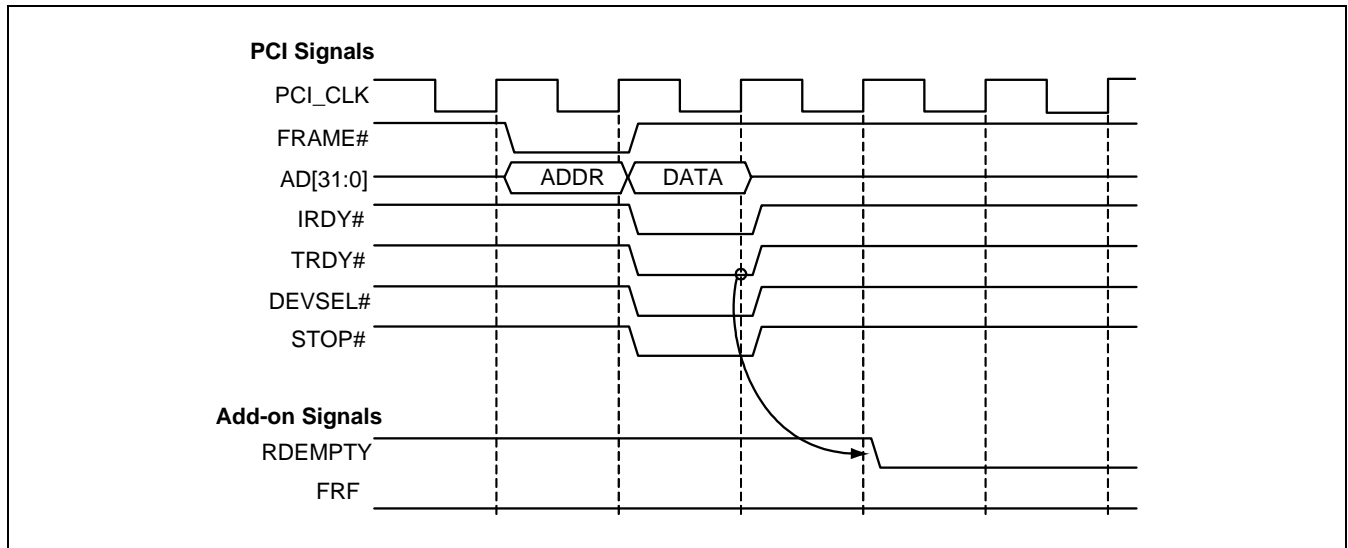 PCI Signals
PCI_CLK
FRAME#
AD[31:0] ADDR DATA
IRDY#
TRDY#
DEVSEL#
STOP#
Add-on Signals
RDEMPTY
FRF